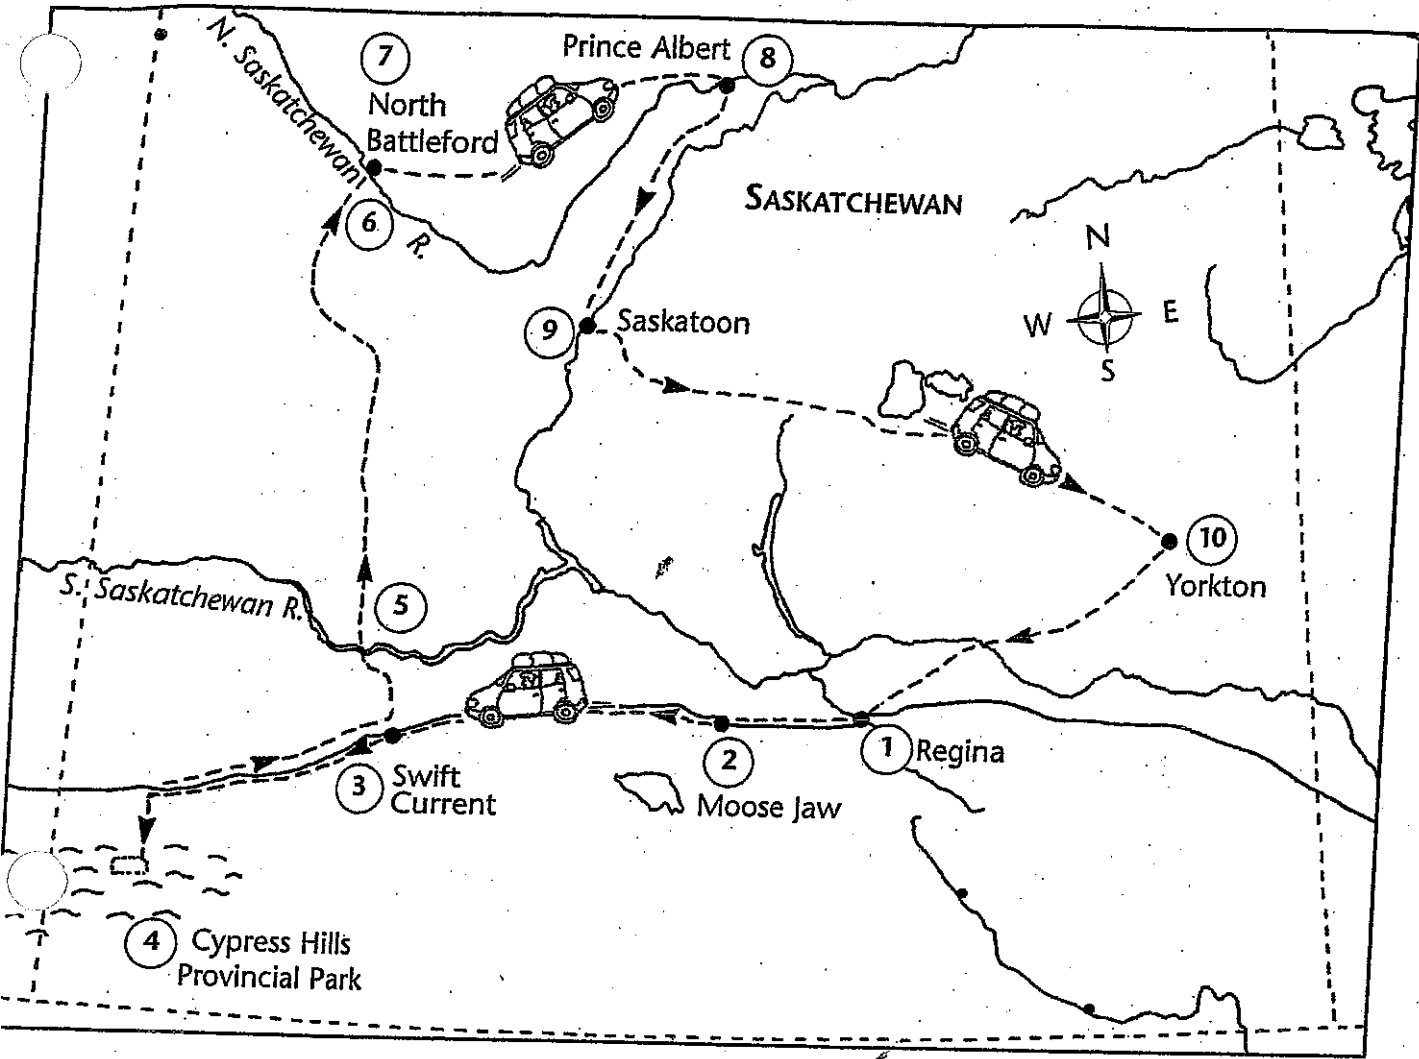 N. Saskatchewan
R.
7
North
Battleford
Prince Albert
8
6
SASKATCHEWAN
N
W
E
S
9
Saskatoon
10
Yorkton
S. Saskatchewan R.
5
3
Swift
Current
2
Moose Jaw
1
Regina
4
Cypress Hills
Provincial Park